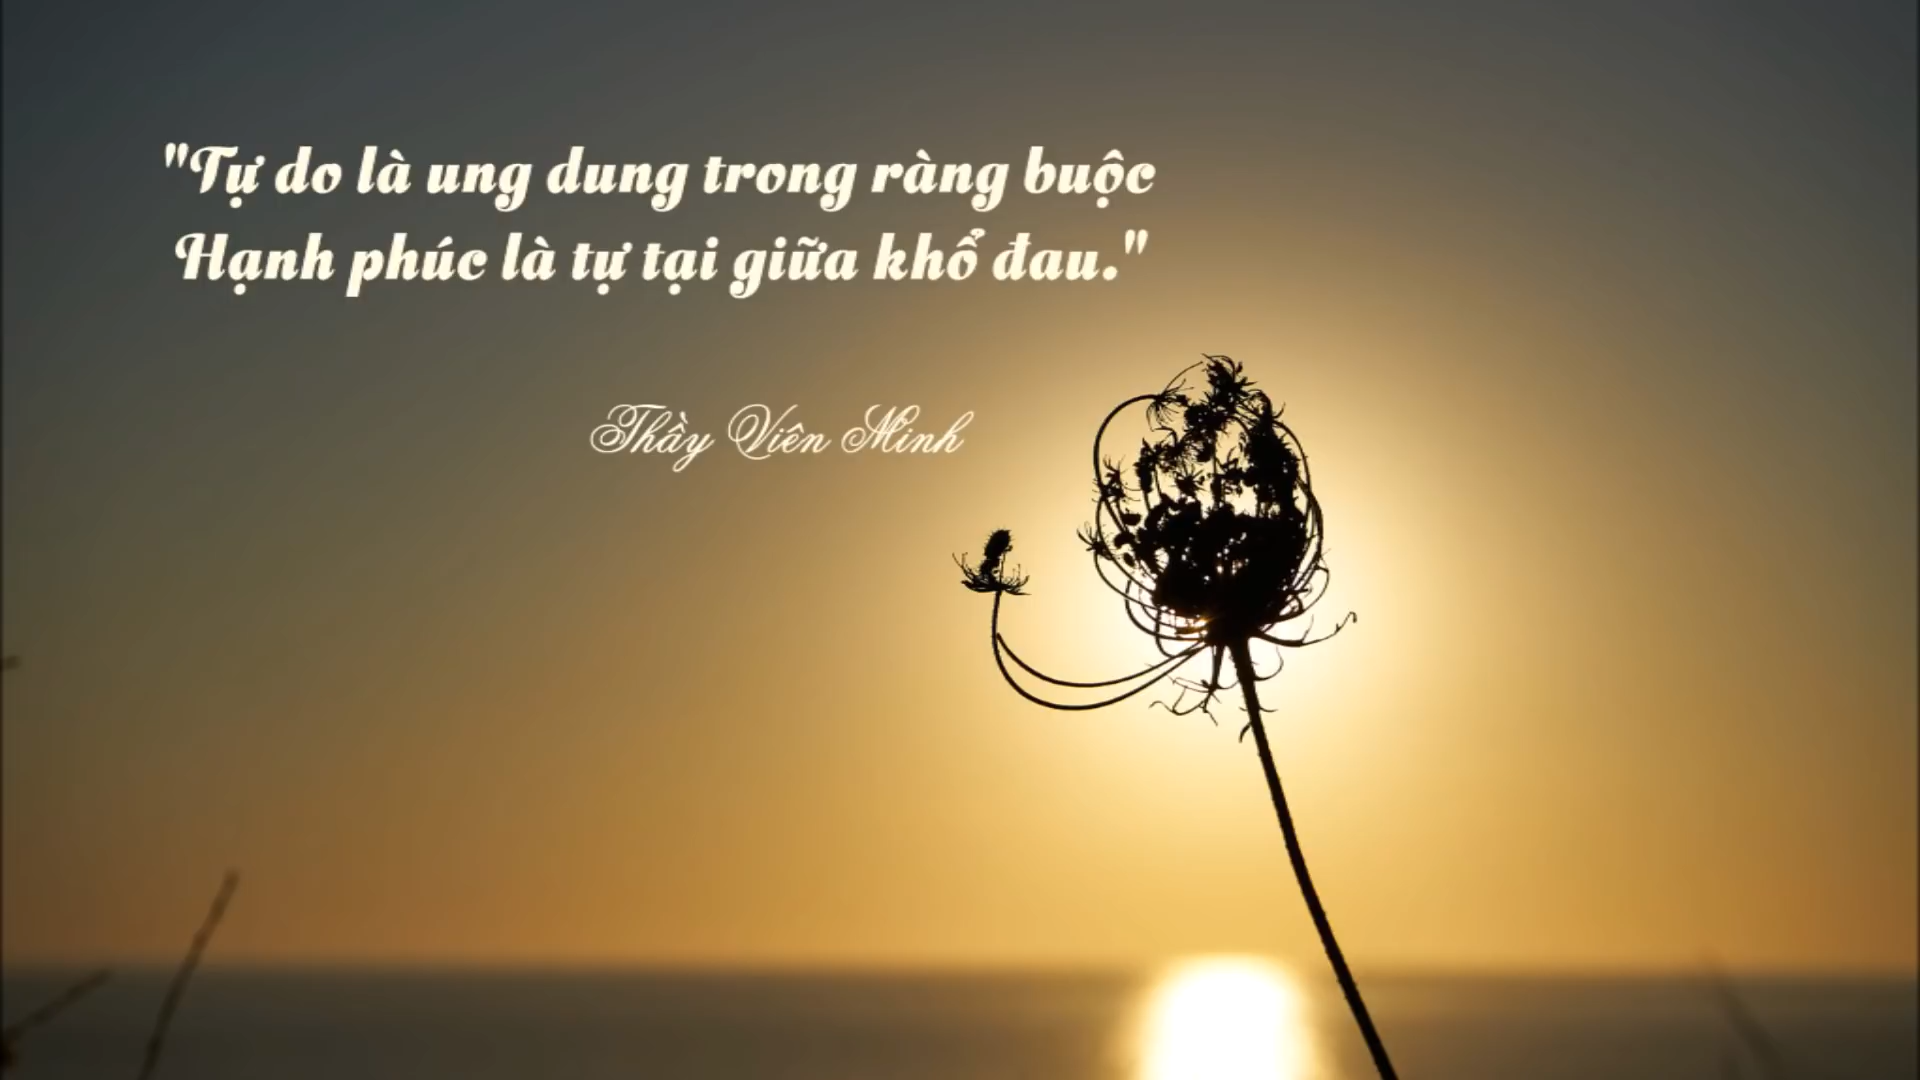 "Tự do là ung dung trong ràng buộc
Hạnh phúc là tự tại giữa khổ đau."
Thầy Viên Minh